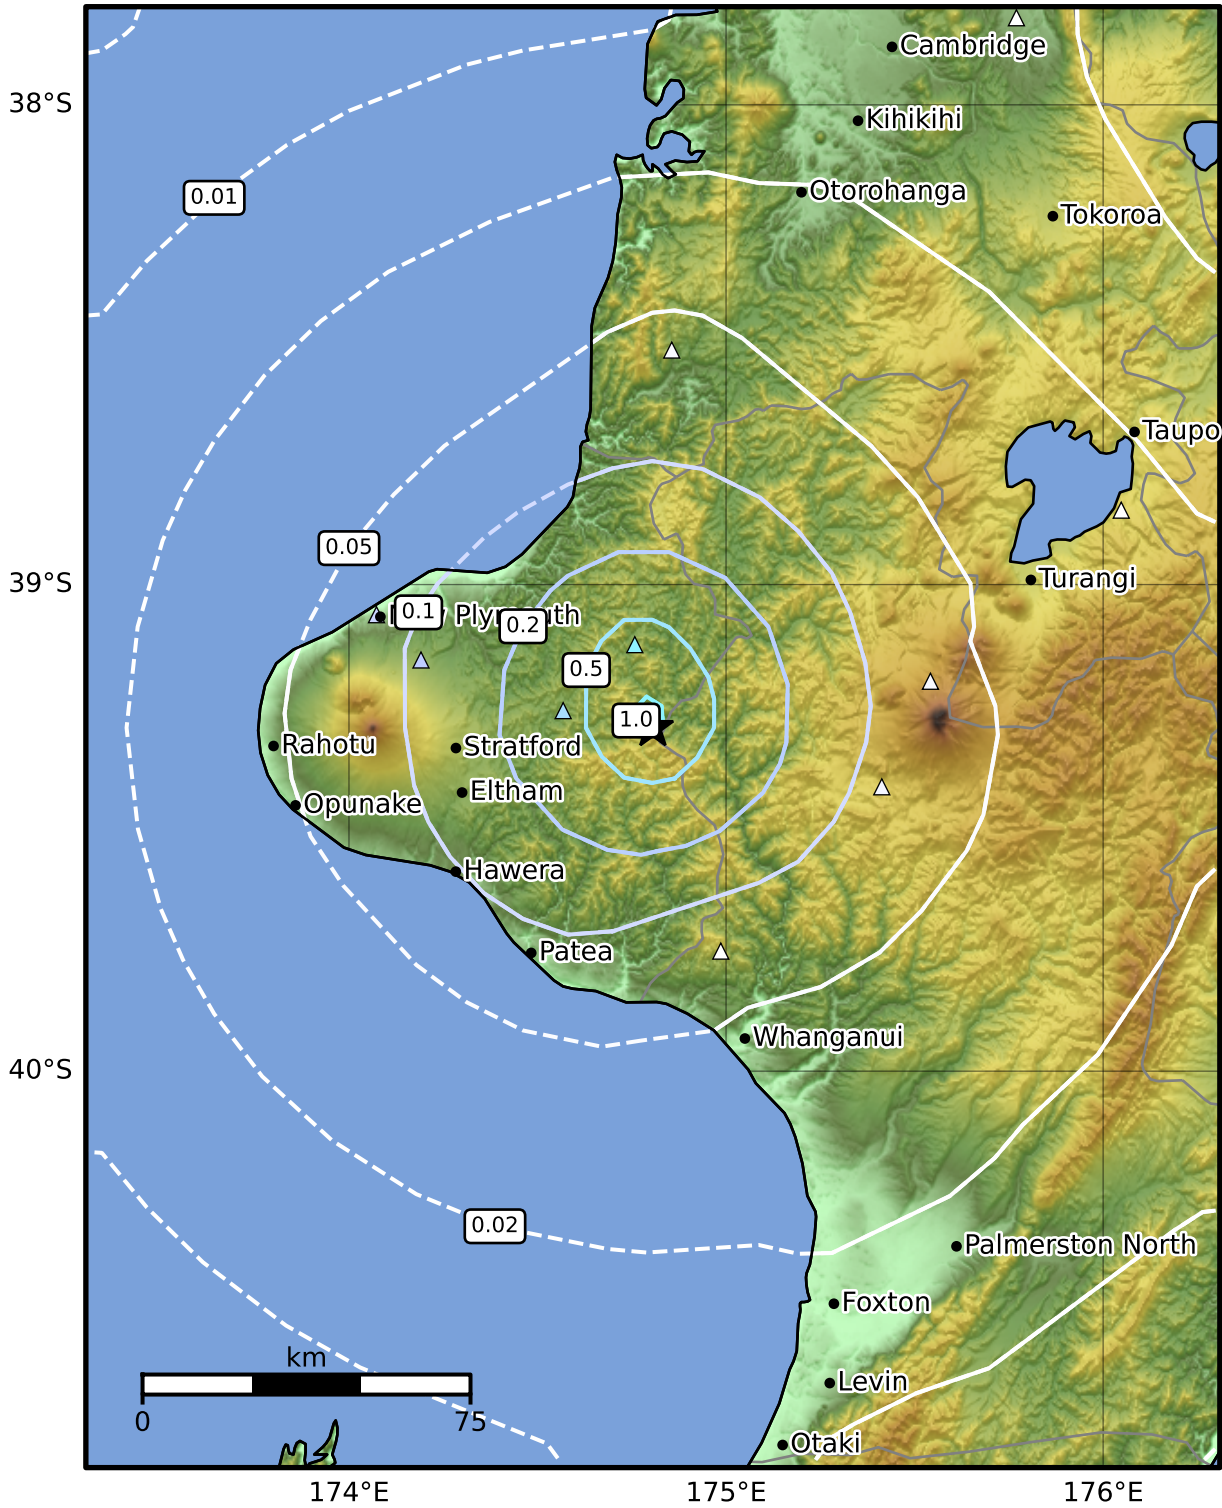 Cambridge
38°S
Kihikihi
Otorohanga
0.01
Tokoroa
Taupo
0.05
39°S
Turangi
0.1
Plymouth
0.2
0.5
1.0
Rahotu
Stratford
Eltham
Opunake
Hawera
Patea
Whanganui
40°S
0.02
Palmerston North
Foxton
km
Levin
0
75
Otaki
174°E
175°E
176°E